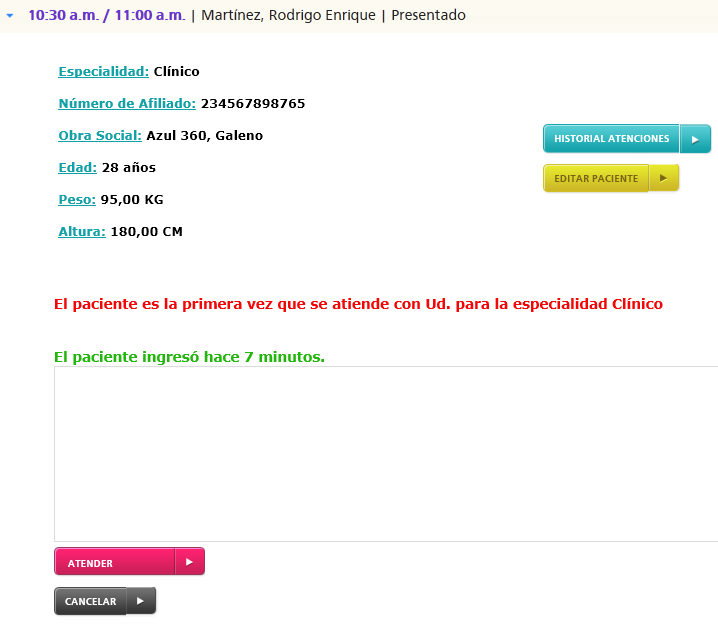 10:30 a.m. / 11:00 a.m. | Martínez, Rodrigo Enrique | Presentado
Especialidad: Clínico
Número de Afiliado: 234567898765
Obra Social: Azul 360, Galeno
HISTORIAL ATENCIONES
Edad: 28 años
EDITAR PACIENTE
Peso: 95,00 KG
Altura: 180,00 CM
El paciente es la primera vez que se atiende con Ud. para la especialidad Clínico
El paciente ingresó hace 7 minutos.
ATENDER
CANCELAR